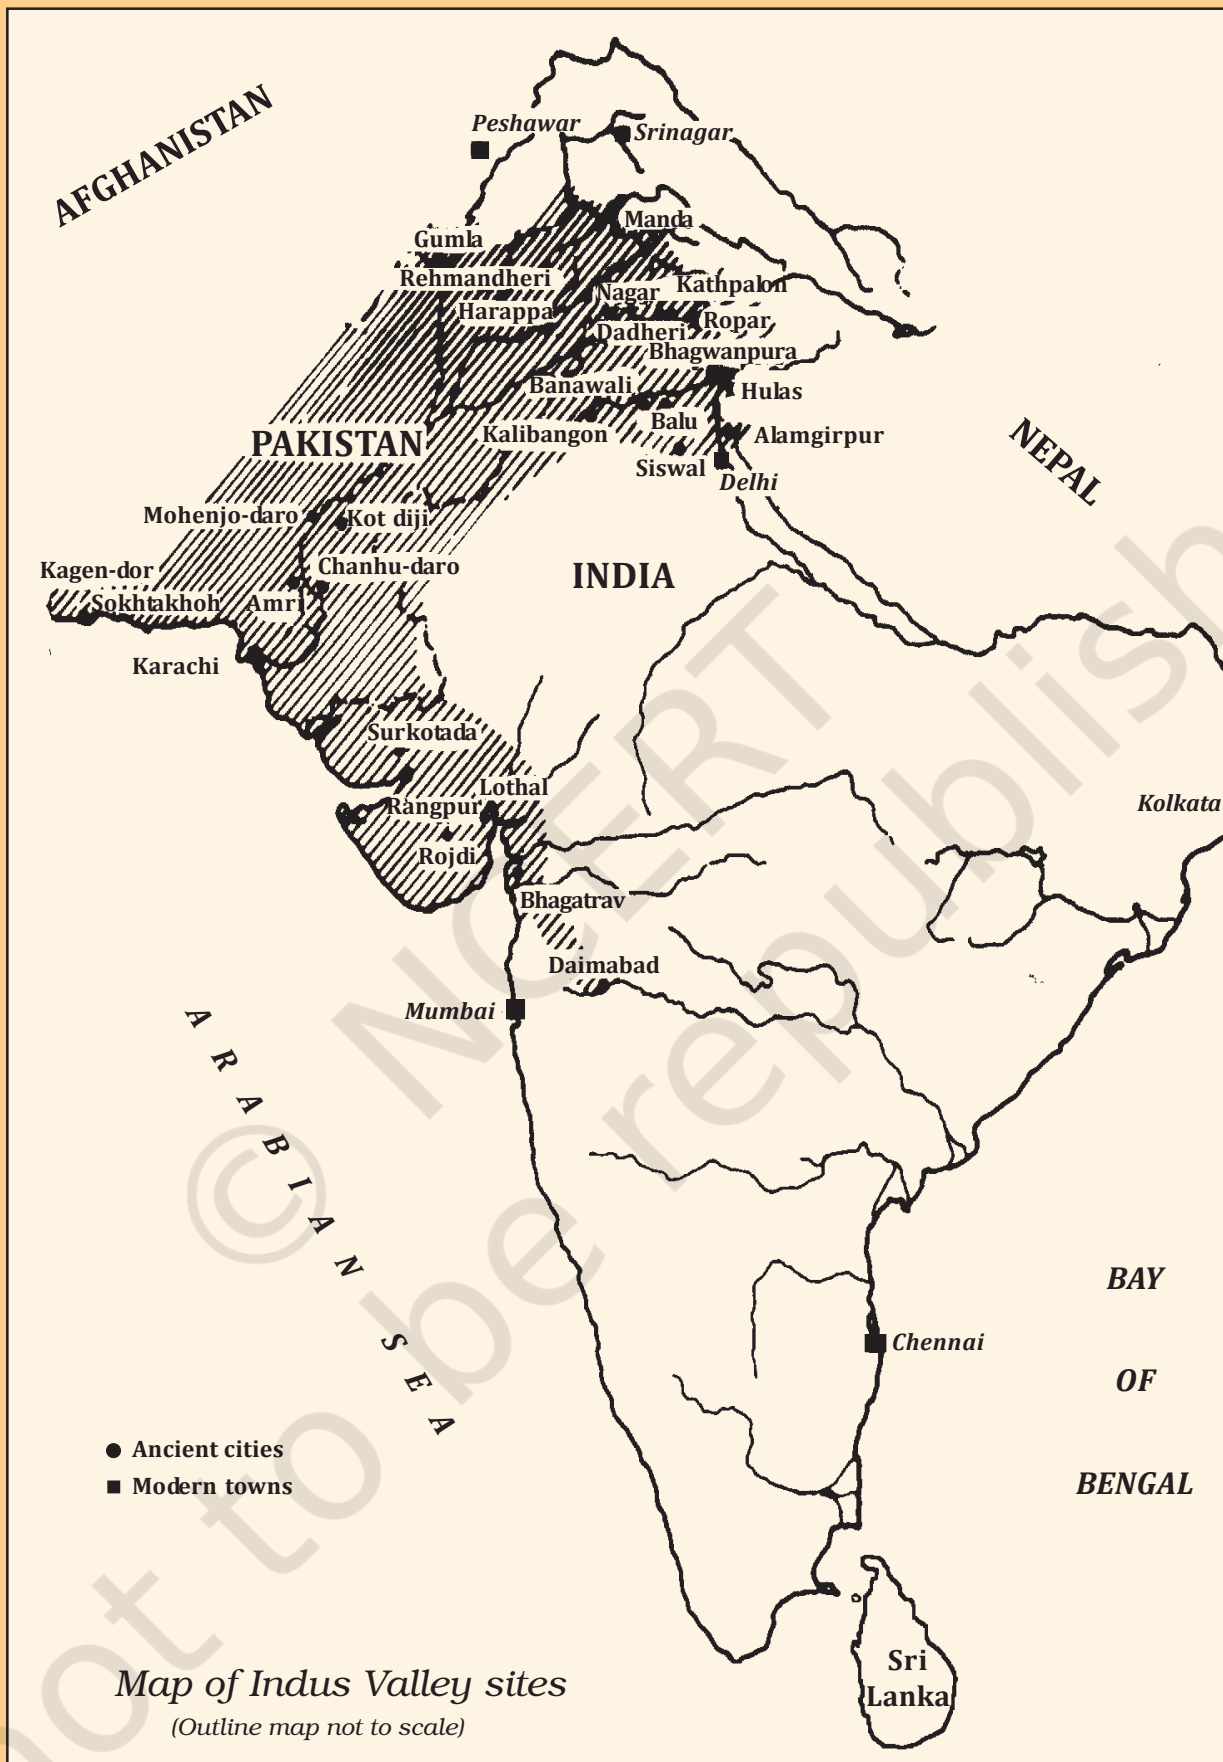 AFGHANISTAN
Peshawar
Srinagar
Manda
Gumla
Rehmandheri
Kathpalon
Nagar
Harappa
Ropar
Dadheri
Bhagwanpura
Banawali
Hulas
Balu
Kalibangon
Alamgirpur
PAKISTAN
Siswal
Delhi
NEPAL
Mohenjo-daro
Kot diji
Kagen-dor
Chanhu-daro
INDIA
Sokhtakhoh
Amri
Karachi
Surkotada
Lothal
Rangpur
Kolkata
Rojdi
Bhagatrav
Daimabad
Mumbai
ARABIAN SEA
BAY
OF
BENGAL
Chennai
Ancient cities
Modern towns
Sri
Lanka
Map of Indus Valley sites
(Outline map not to scale)
© NCERT
not to be republish